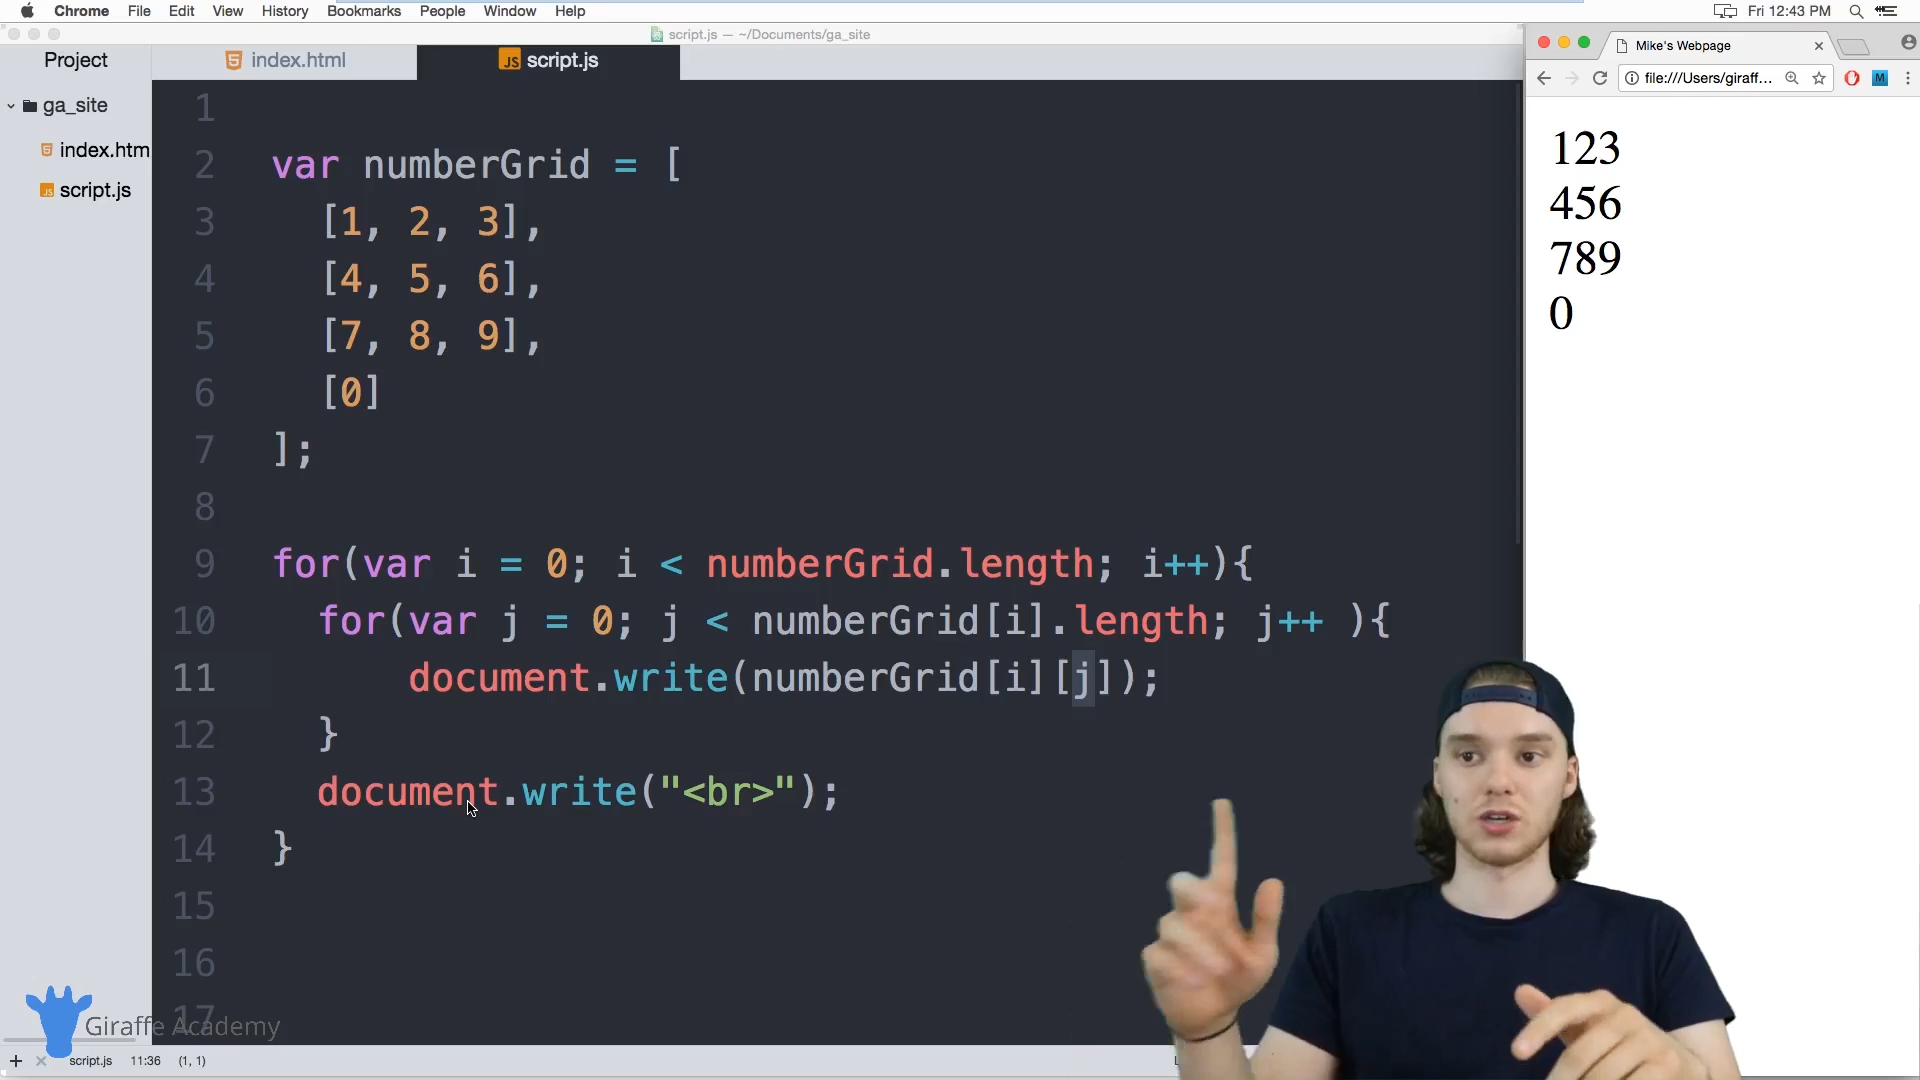 Chrome File Edit View History Bookmarks People Window Help Fri 12:43 PM
script.js — ~/Documents/ga_site
Mike's Webpage
Project
index.html
script.js
file:///Users/giraff...
ga_site
index.htm
script.js
1
2 var numberGrid = [
3 [1, 2, 3],
4 [4, 5, 6],
5 [7, 8, 9],
6 [0]
7 ];
8
9 for(var i = 0; i < numberGrid.length; i++){
10 for(var j = 0; j < numberGrid[i].length; j++ ){
11 document.write(numberGrid[i][j]);
12 }
13 document.write("<br>");
14 }
15
16
17
123
456
789
0
Giraffe Academy
script.js 11:36 (1, 1)